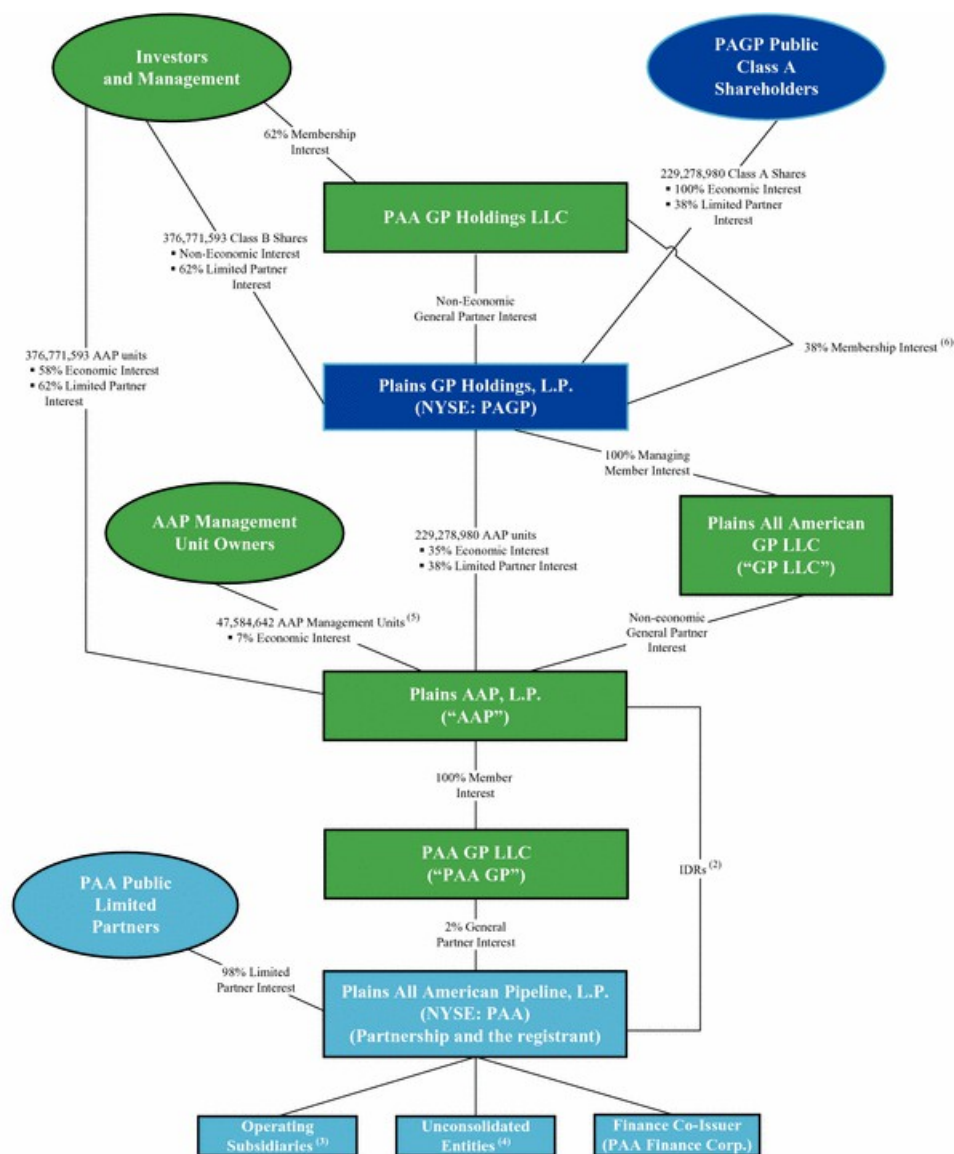 Investors
and Management
PAGP Public
Class A
Shareholders
62% Membership
Interest
229,278,980 Class A Shares
▪ 100% Economic Interest
▪ 38% Limited Partner
Interest
PAA GP Holdings LLC
376,771,593 Class B Shares
▪ Non-Economic Interest
▪ 62% Limited Partner
Interest
Non-Economic
General Partner Interest
376,771,593 AAP units
▪ 58% Economic Interest
▪ 62% Limited Partner
Interest
38% Membership Interest (6)
Plains GP Holdings, L.P.
(NYSE: PAGP)
100% Managing
Member Interest
AAP Management
Unit Owners
229,278,980 AAP units
▪ 35% Economic Interest
▪ 38% Limited Partner Interest
Plains All American
GP LLC
(“GP LLC”)
47,584,642 AAP Management Units (5)
▪ 7% Economic Interest
Non-economic
General Partner
Interest
Plains AAP, L.P.
(“AAP”)
100% Member
Interest
PAA GP LLC
(“PAA GP”)
IDRs (2)
PAA Public
Limited
Partners
2% General
Partner Interest
98% Limited
Partner Interest
Plains All American Pipeline, L.P.
(NYSE: PAA)
(Partnership and the registrant)
Operating
Subsidiaries (3)
Unconsolidated
Entities (4)
Finance Co-Issuer
(PAA Finance Corp.)